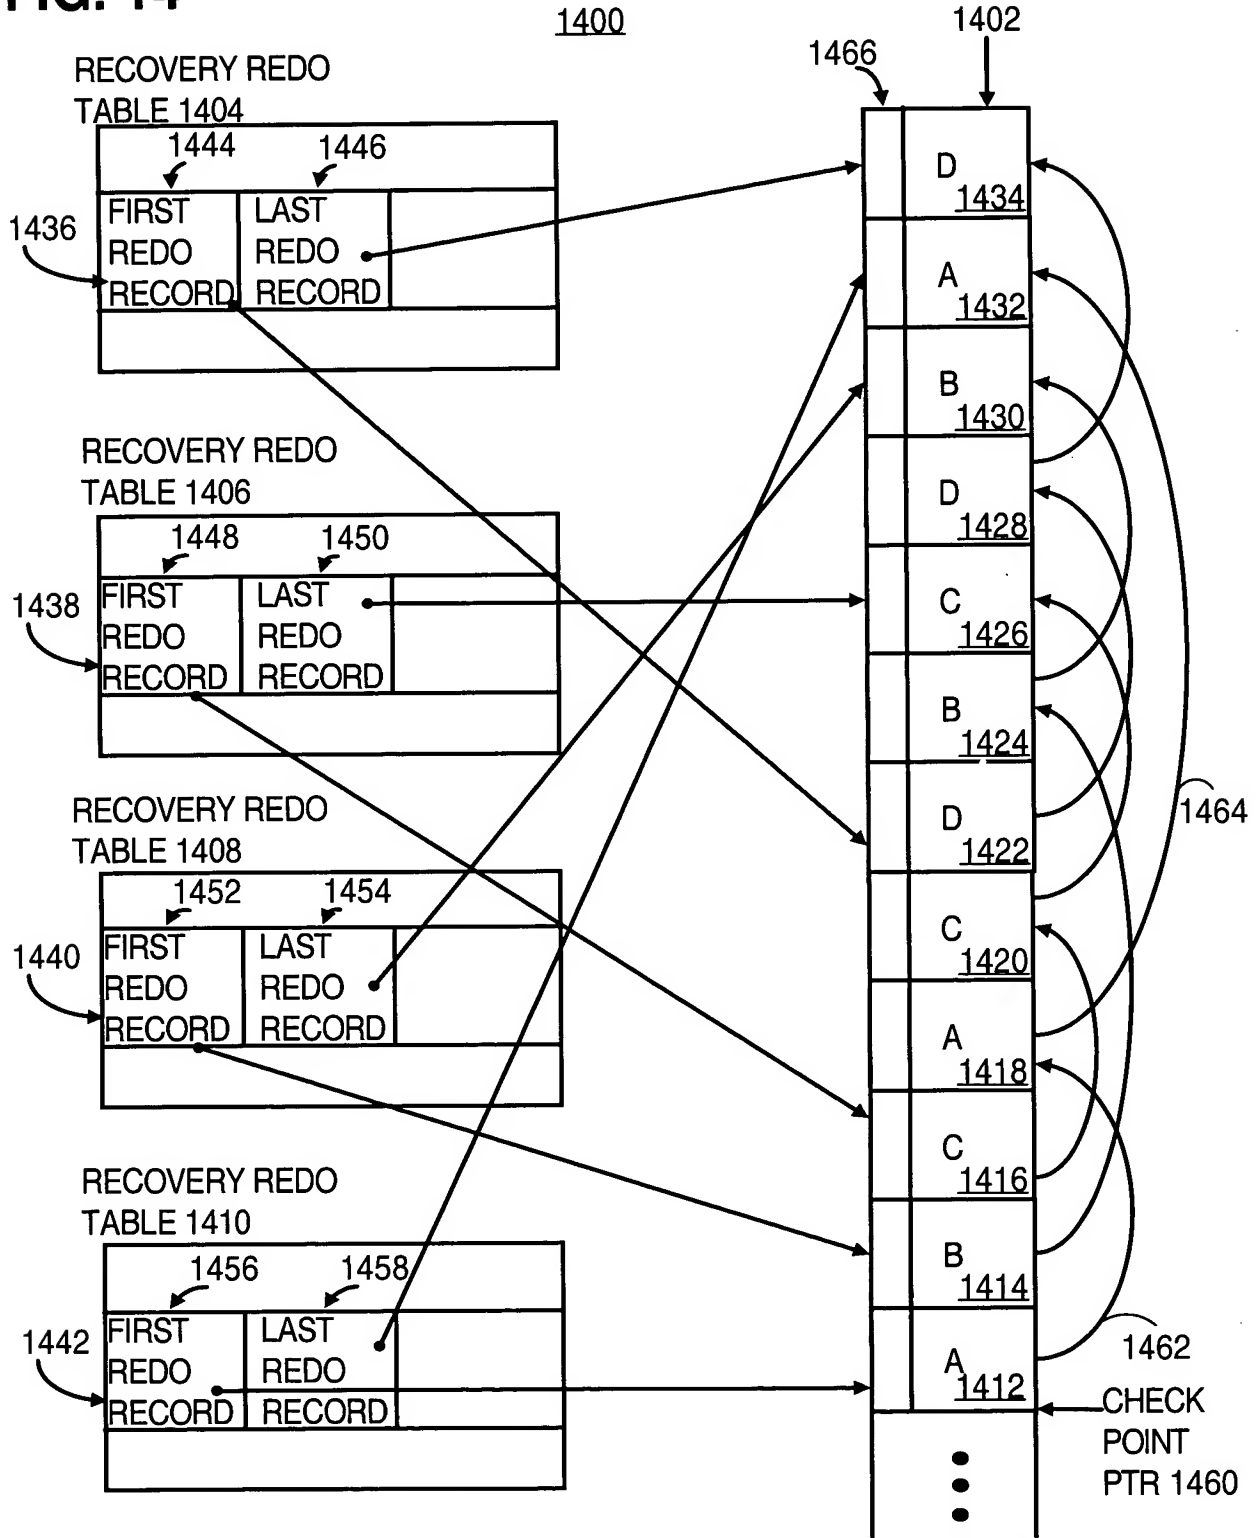 FIG. 14
1400
1402
1466
RECOVERY REDO
TABLE 1404
1444
1446
1436
FIRST
REDO
RECORD
LAST
REDO
RECORD
RECOVERY REDO
TABLE 1406
1448
1450
1438
FIRST
REDO
RECORD
LAST
REDO
RECORD
RECOVERY REDO
TABLE 1408
1452
1454
1440
FIRST
REDO
RECORD
LAST
REDO
RECORD
RECOVERY REDO
TABLE 1410
1456
1458
1442
FIRST
REDO
RECORD
LAST
REDO
RECORD
D
1434
A
1432
B
1430
D
1428
C
1426
B
1424
D
1422
C
1420
A
1418
C
1416
B
1414
A
1412
1464
1462
CHECK
POINT
PTR 1460